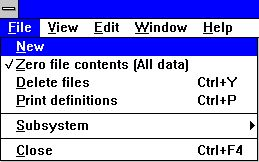 File View Edit Window Help
New
Zero file contents (All data)
Delete files Ctrl+Y
Print definitions Ctrl+P
Subsystem
Close Ctrl+F4